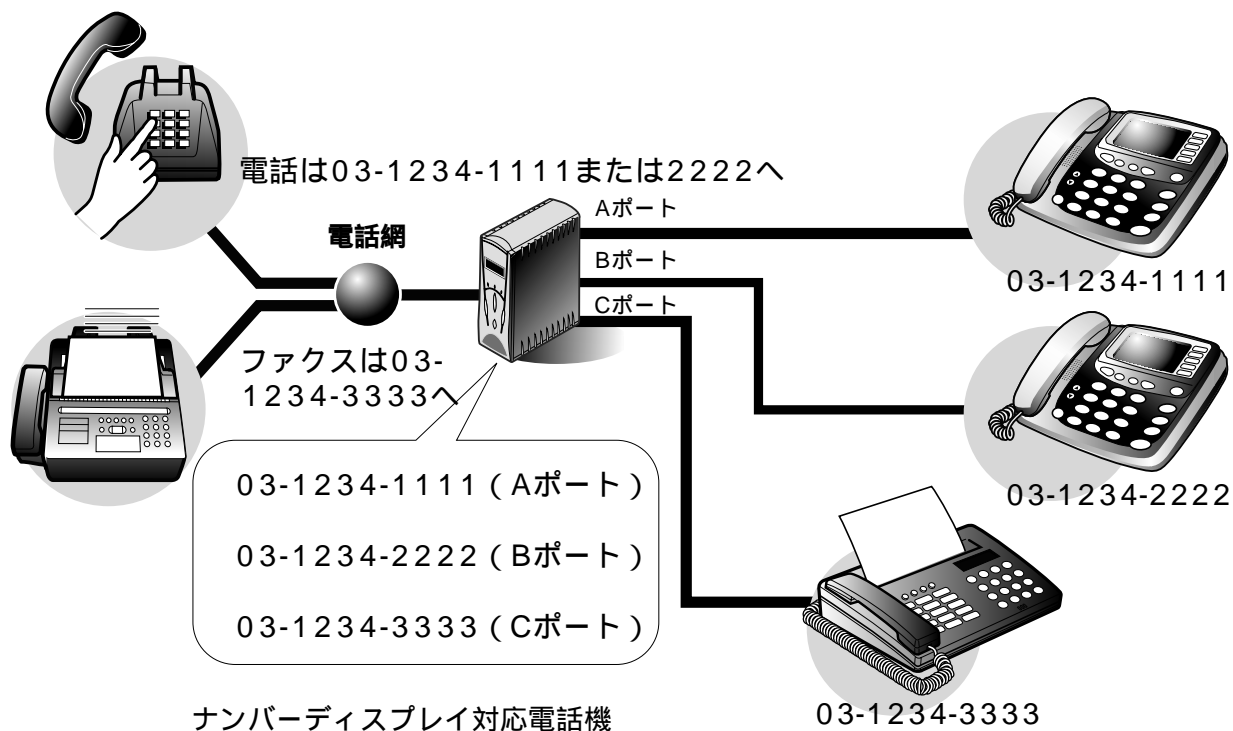 電話は03-1234-1111または2222へ
Aポート
電話網
Bポート
Cポート
03-1234-1111
ファクスは03-
1234-3333へ
03-1234-1111（Aポート）
03-1234-2222（Bポート）
03-1234-3333（Cポート）
03-1234-2222
03-1234-3333
ナンバーディスプレイ対応電話機